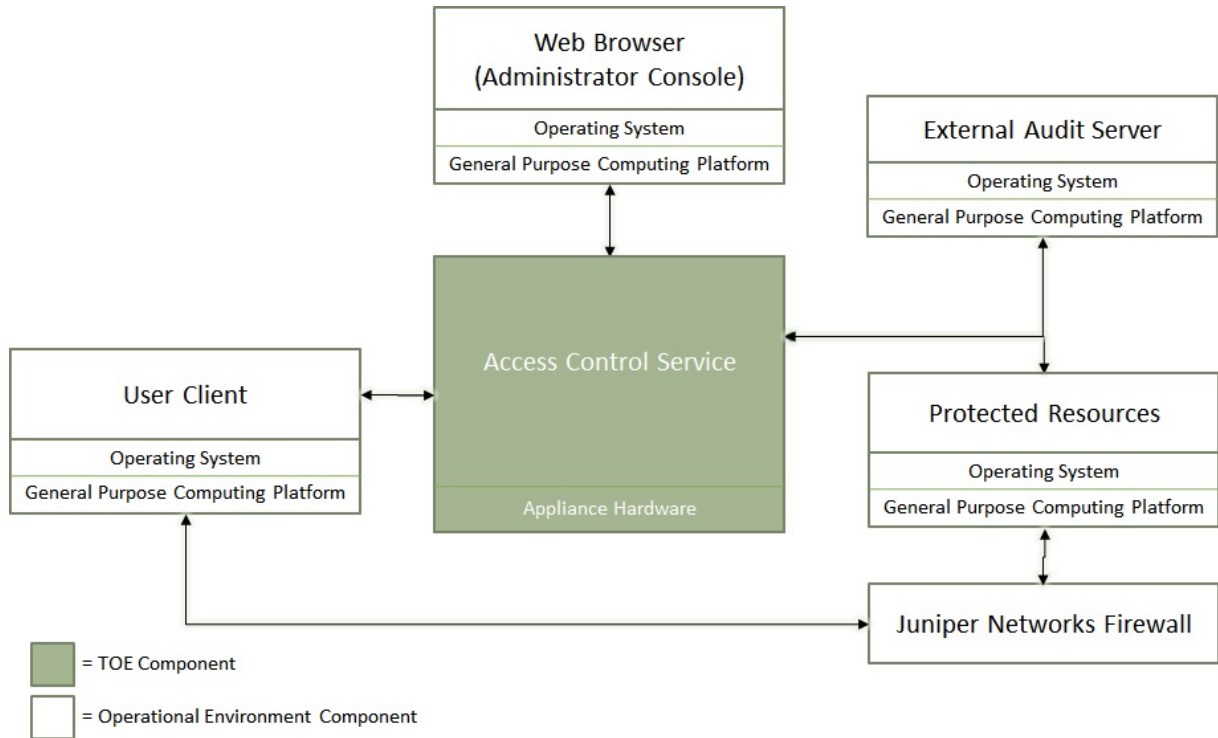 Web Browser
(Administrator Console)
Operating System
General Purpose Computing Platform
External Audit Server
Operating System
General Purpose Computing Platform
Access Control Service
Appliance Hardware
User Client
Operating System
General Purpose Computing Platform
Protected Resources
Operating System
General Purpose Computing Platform
Juniper Networks Firewall
= TOE Component
= Operational Environment Component